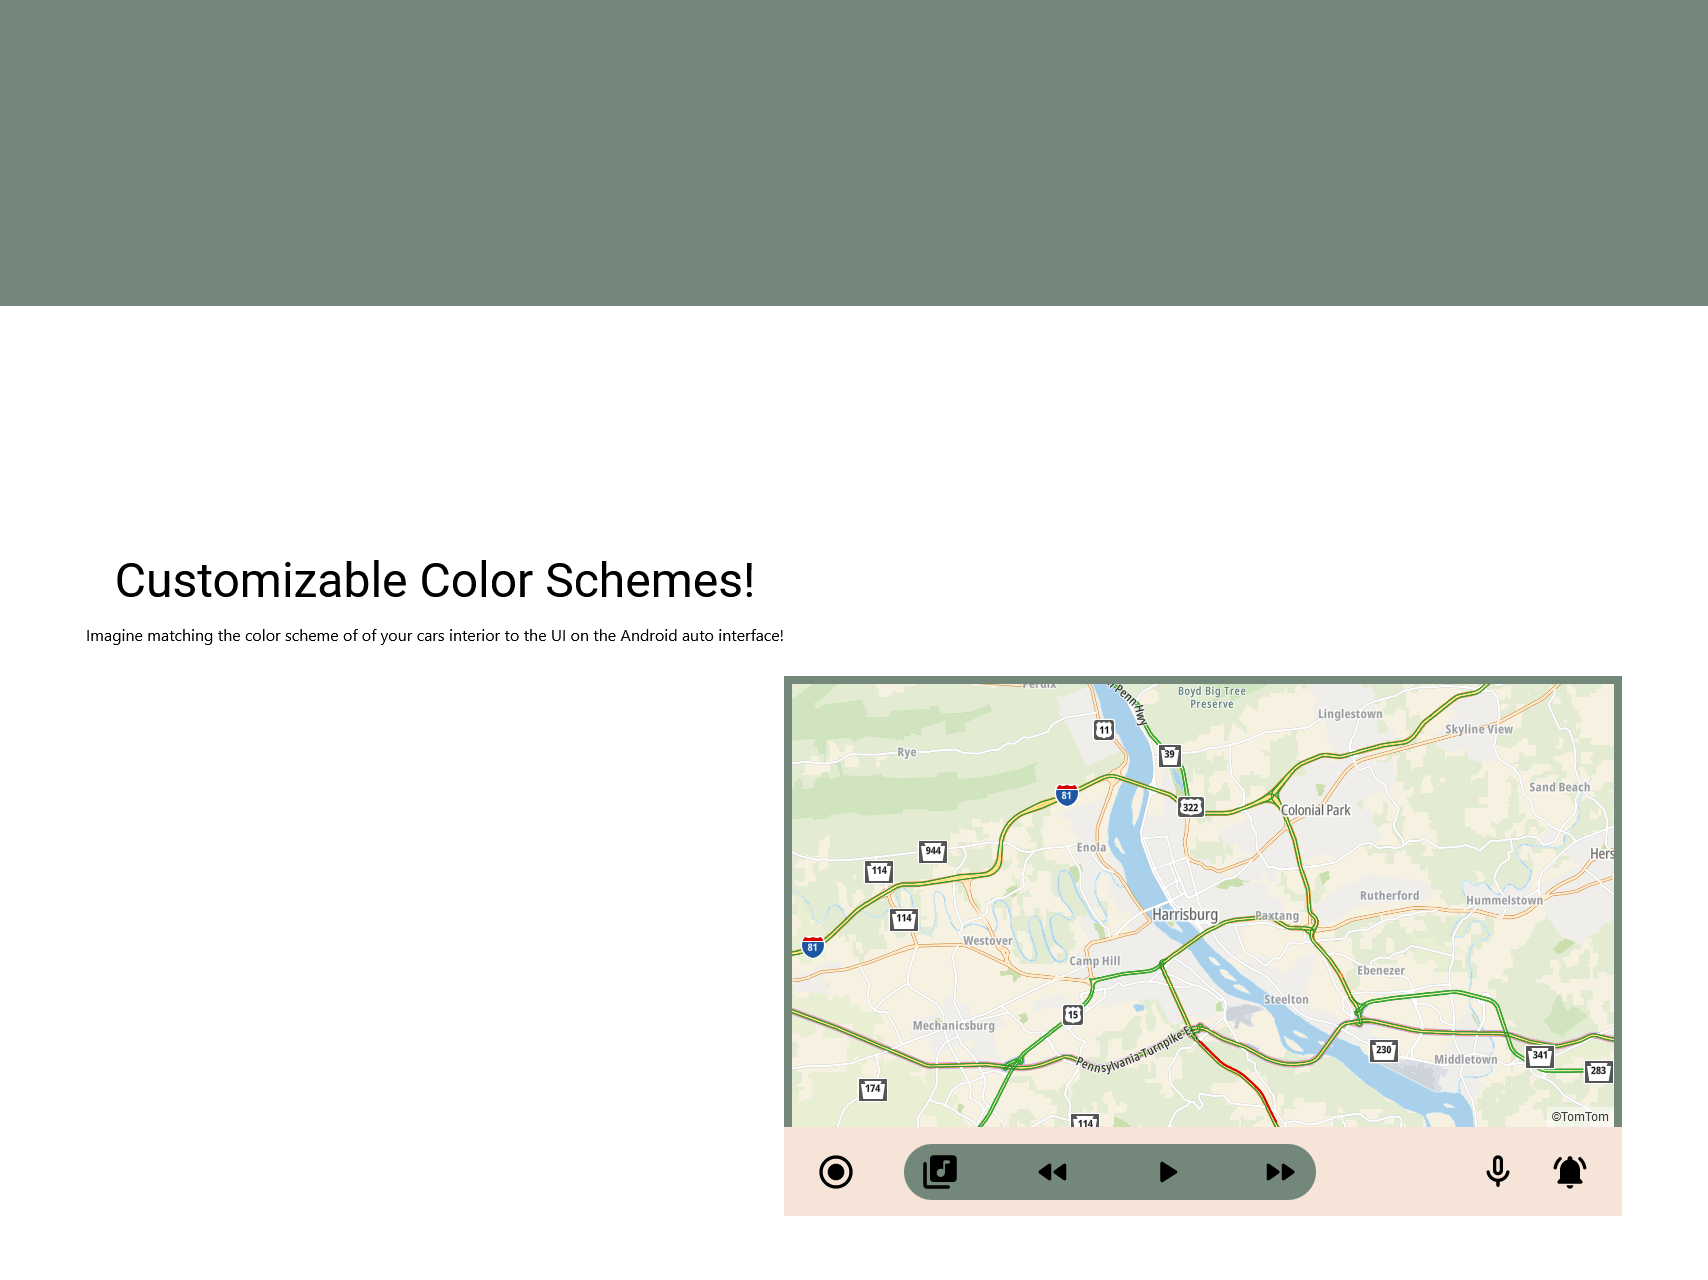 Customizable Color Schemes!
Imagine matching the color scheme of of your cars interior to the UI on the Android auto interface!
Boyd Big Tree
Preserve
Penn Hwy
Linglestown
11
Skyline View
Rye
39
Sand Beach
81
322
Colonial Park
944
Enola
Hers
114
Rutherford
Hummelstown
114
Harrisburg
Paxtang
Westover
81
Camp Hill
Ebenezer
Steelton
15
Mechanicsburg
Pennsylvania Turnpike E
230
341
Middletown
283
174
114
©TomTom